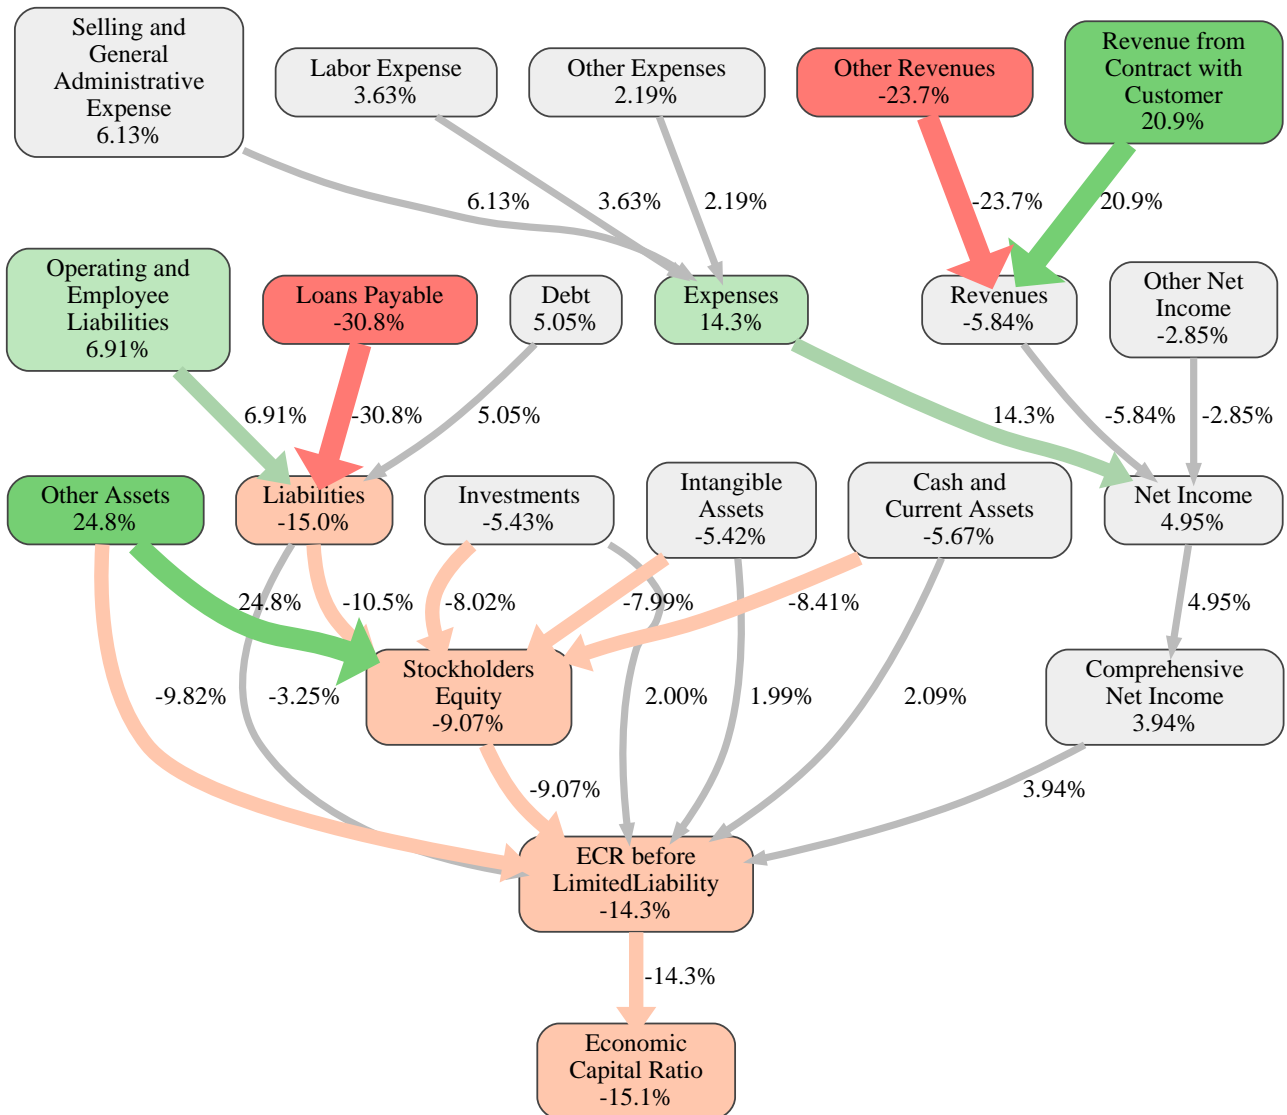 Selling and
General
Administrative
Expense
6.13%
Labor Expense
3.63%
Other Expenses
2.19%
Other Revenues
-23.7%
Revenue from
Contract with
Customer
20.9%
6.13%
3.63%
2.19%
-23.7%
20.9%
Operating and
Employee
Liabilities
6.91%
Loans Payable
-30.8%
Debt
5.05%
Expenses
14.3%
Revenues
-5.84%
Other Net
Income
-2.85%
6.91%
-30.8%
5.05%
14.3%
-5.84%
-2.85%
Other Assets
24.8%
Liabilities
-15.0%
Investments
-5.43%
Intangible
Assets
-5.42%
Cash and
Current Assets
-5.67%
Net Income
4.95%
24.8%
-10.5%
-8.02%
-7.99%
-8.41%
4.95%
-9.82%
-3.25%
Stockholders
Equity
-9.07%
2.00%
1.99%
2.09%
Comprehensive
Net Income
3.94%
-9.07%
3.94%
ECR before
LimitedLiability
-14.3%
-14.3%
Economic
Capital Ratio
-15.1%